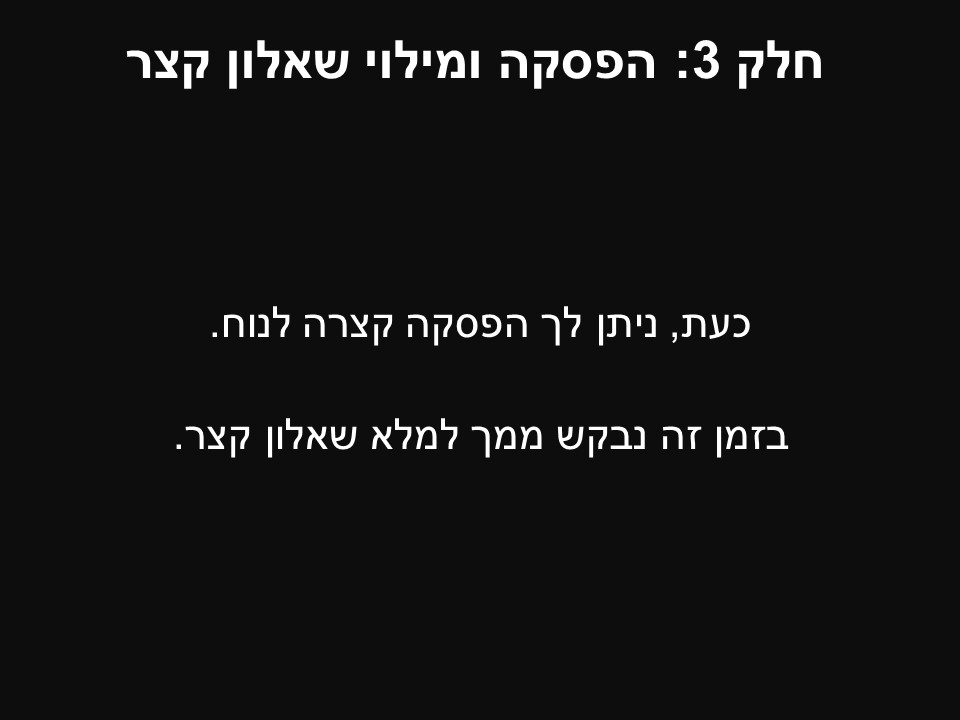 חלק 3: הפסקה ומילוי שאלון קצר
כעת, ניתן לך הפסקה קצרה לנוח.
בזמן זה נבקש ממך למלא שאלון קצר.